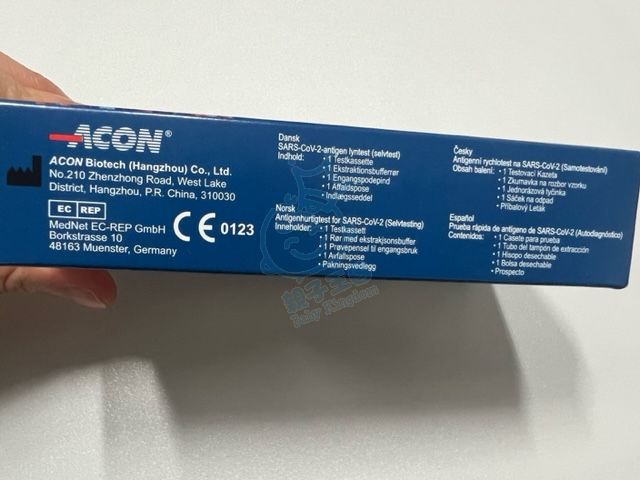 ACON®
ACON Biotech (Hangzhou) Co., Ltd.
No.210 Zhenzhong Road, West Lake
District, Hangzhou, P.R. China, 310030
EC REP
MedNet EC-REP GmbH
Borkstrasse 10
48163 Muenster, Germany
CE 0123
Dansk
SARS-CoV-2-antigen lyntest (selvtest)
Indhold:
• 1 Testkassette
• 1 Ekstraktionsbufferrør
• 1 Engangspodepind
• 1 Affaldspose
• Indlægsseddel
Norsk
Antigenhurtigtest for SARS-CoV-2 (Selvtesting)
Inneholder:
• 1 Testkassett
• 1 Rør med ekstraksjonsbuffer
• 1 Prøvepensel til engangsbruk
• 1 Avfallspose
• Pakningsvedlegg
Česky
Antigenní rychlotest na SARS-CoV-2 (Samotestování)
Obsah balení:
• 1 Testovací Kazeta
• 1 Zkumavka na rozbor vzorku
• 1 Jednorázová tyčinka
• 1 Sáček na odpad
• Příbalový Leták
Español
Prueba rápida de antígeno de SARS-CoV-2 (Autodiagnóstico)
Contenidos:
• 1 Casete para prueba
• 1 Tubo del tampón de extracción
• 1 Hisopo desechable
• 1 Bolsa desechable
• Prospecto
親子王國
Baby Kingdom